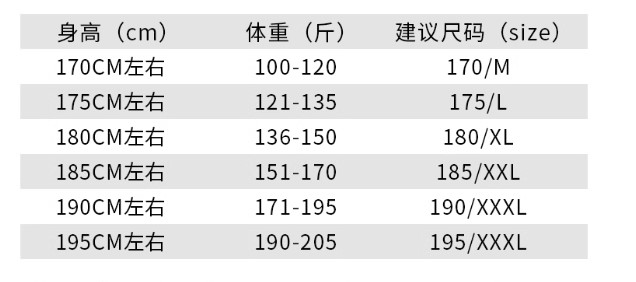 身高（cm） 体重（斤） 建议尺码（size）
170CM左右 100-120 170/M
175CM左右 121-135 175/L
180CM左右 136-150 180/XL
185CM左右 151-170 185/XXL
190CM左右 171-195 190/XXXL
195CM左右 190-205 195/XXXL